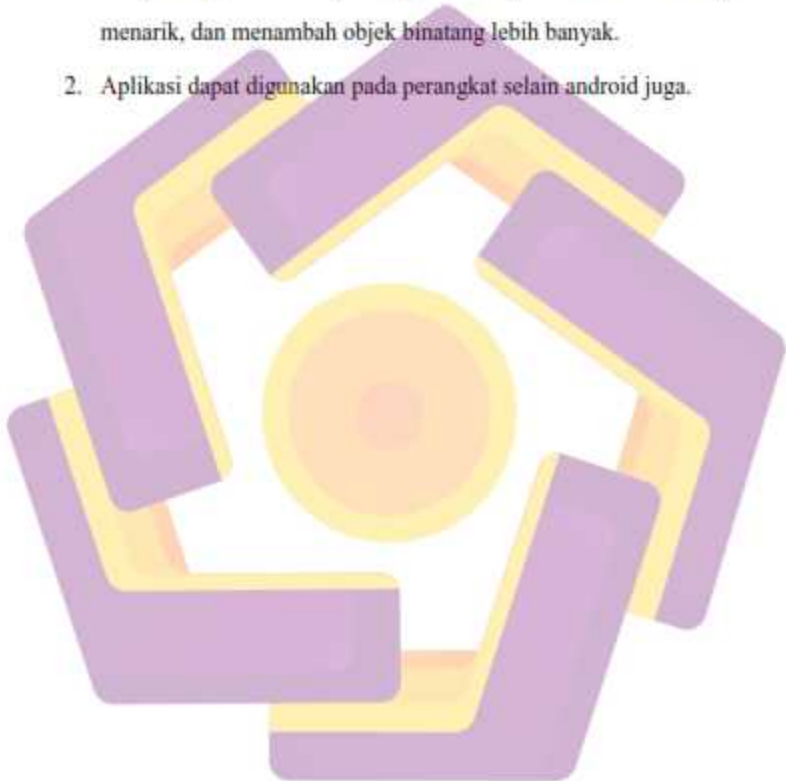 menarik, dan menambah objek binatang lebih banyak.
2. Aplikasi dapat digunakan pada perangkat selain android juga.